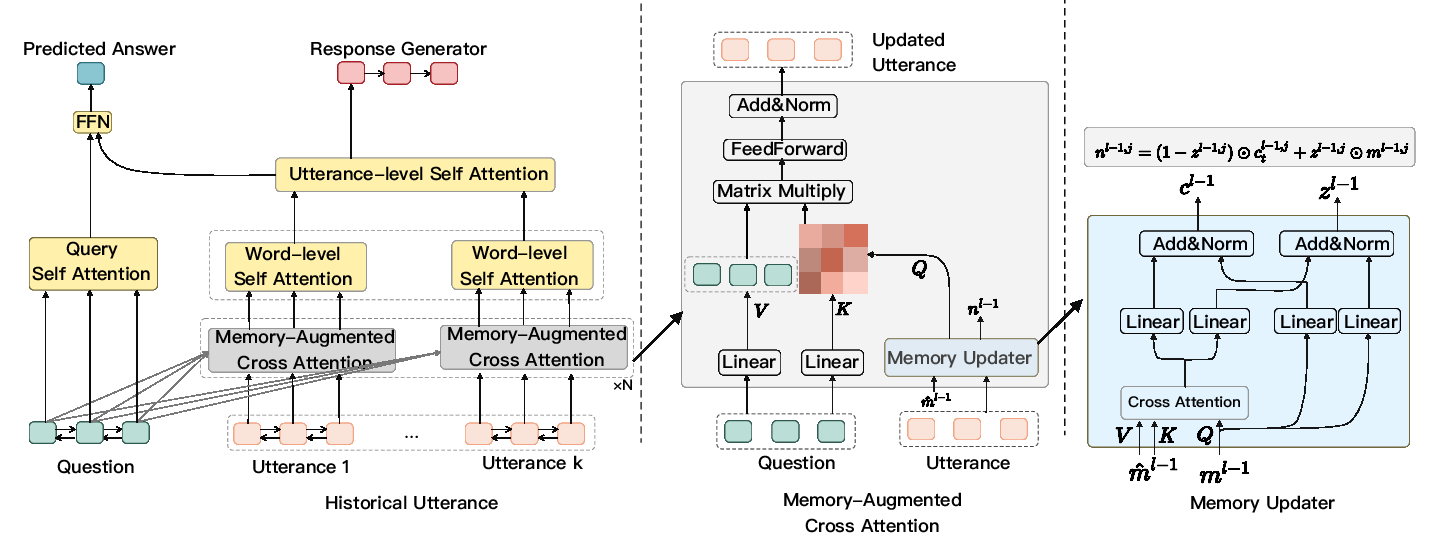 Predicted Answer
Response Generator
FFN
Utterance-level Self Attention
Query
Self Attention
Word-level
Self Attention
Word-level
Self Attention
Memory-Augmented
Cross Attention
Memory-Augmented
Cross Attention
×N
...
Question
Utterance 1
Utterance k
Historical Utterance
Updated
Utterance
Add&Norm
FeedForward
Matrix Multiply
Q
V
K
n^{l-1}
Linear
Linear
Memory Updater
m̂^{l-1}
Question
Utterance
Memory-Augmented
Cross Attention
n^{l-1,j} = (1 − z^{l-1,j}) ⊙ c_t^{l-1,j} + z^{l-1,j} ⊙ m^{l-1,j}
c^{l-1}
z^{l-1}
Add&Norm
Add&Norm
Linear
Linear
Linear
Linear
Cross Attention
V
K
Q
m̂^{l-1}
m^{l-1}
Memory Updater